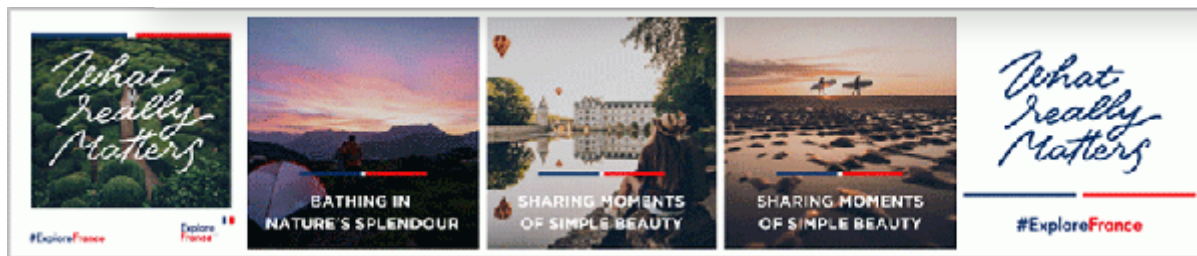 What
really
Matters
#ExploreFrance
Explore
France
BATHING IN
NATURE'S SPLENDOUR
SHARING MOMENTS
OF SIMPLE BEAUTY
SHARING MOMENTS
OF SIMPLE BEAUTY
What
really
Matters
#ExploreFrance